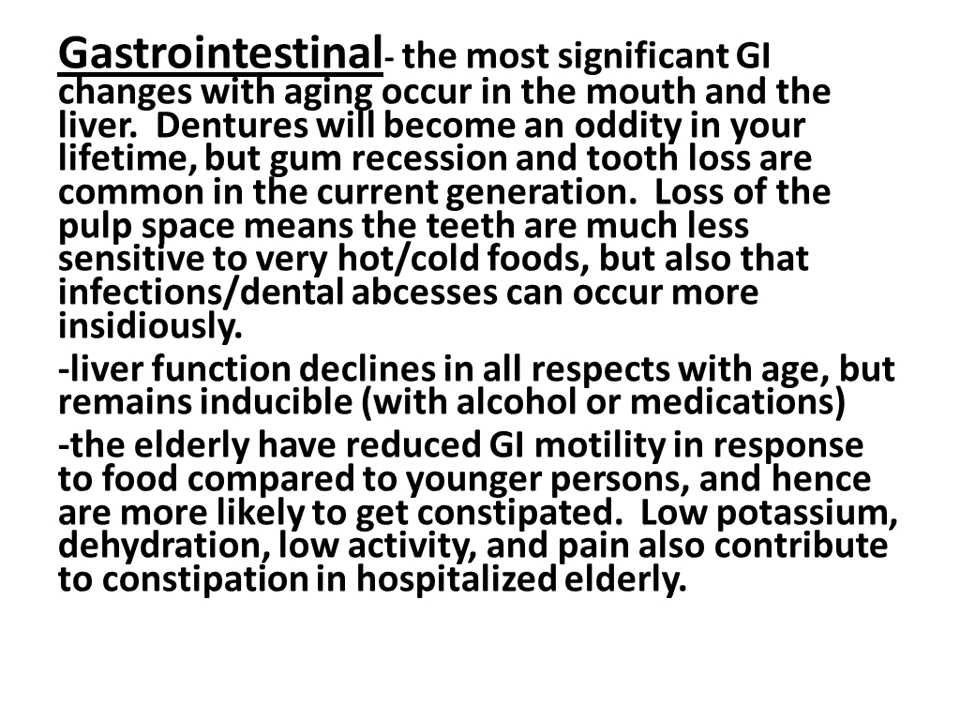 Gastrointestinal- the most significant GI
changes with aging occur in the mouth and the
liver.  Dentures will become an oddity in your
lifetime, but gum recession and tooth loss are
common in the current generation.  Loss of the
pulp space means the teeth are much less
sensitive to very hot/cold foods, but also that
infections/dental abcesses can occur more
insidiously.
-liver function declines in all respects with age, but
remains inducible (with alcohol or medications)
-the elderly have reduced GI motility in response
to food compared to younger persons, and hence
are more likely to get constipated.  Low potassium,
dehydration, low activity, and pain also contribute
to constipation in hospitalized elderly.